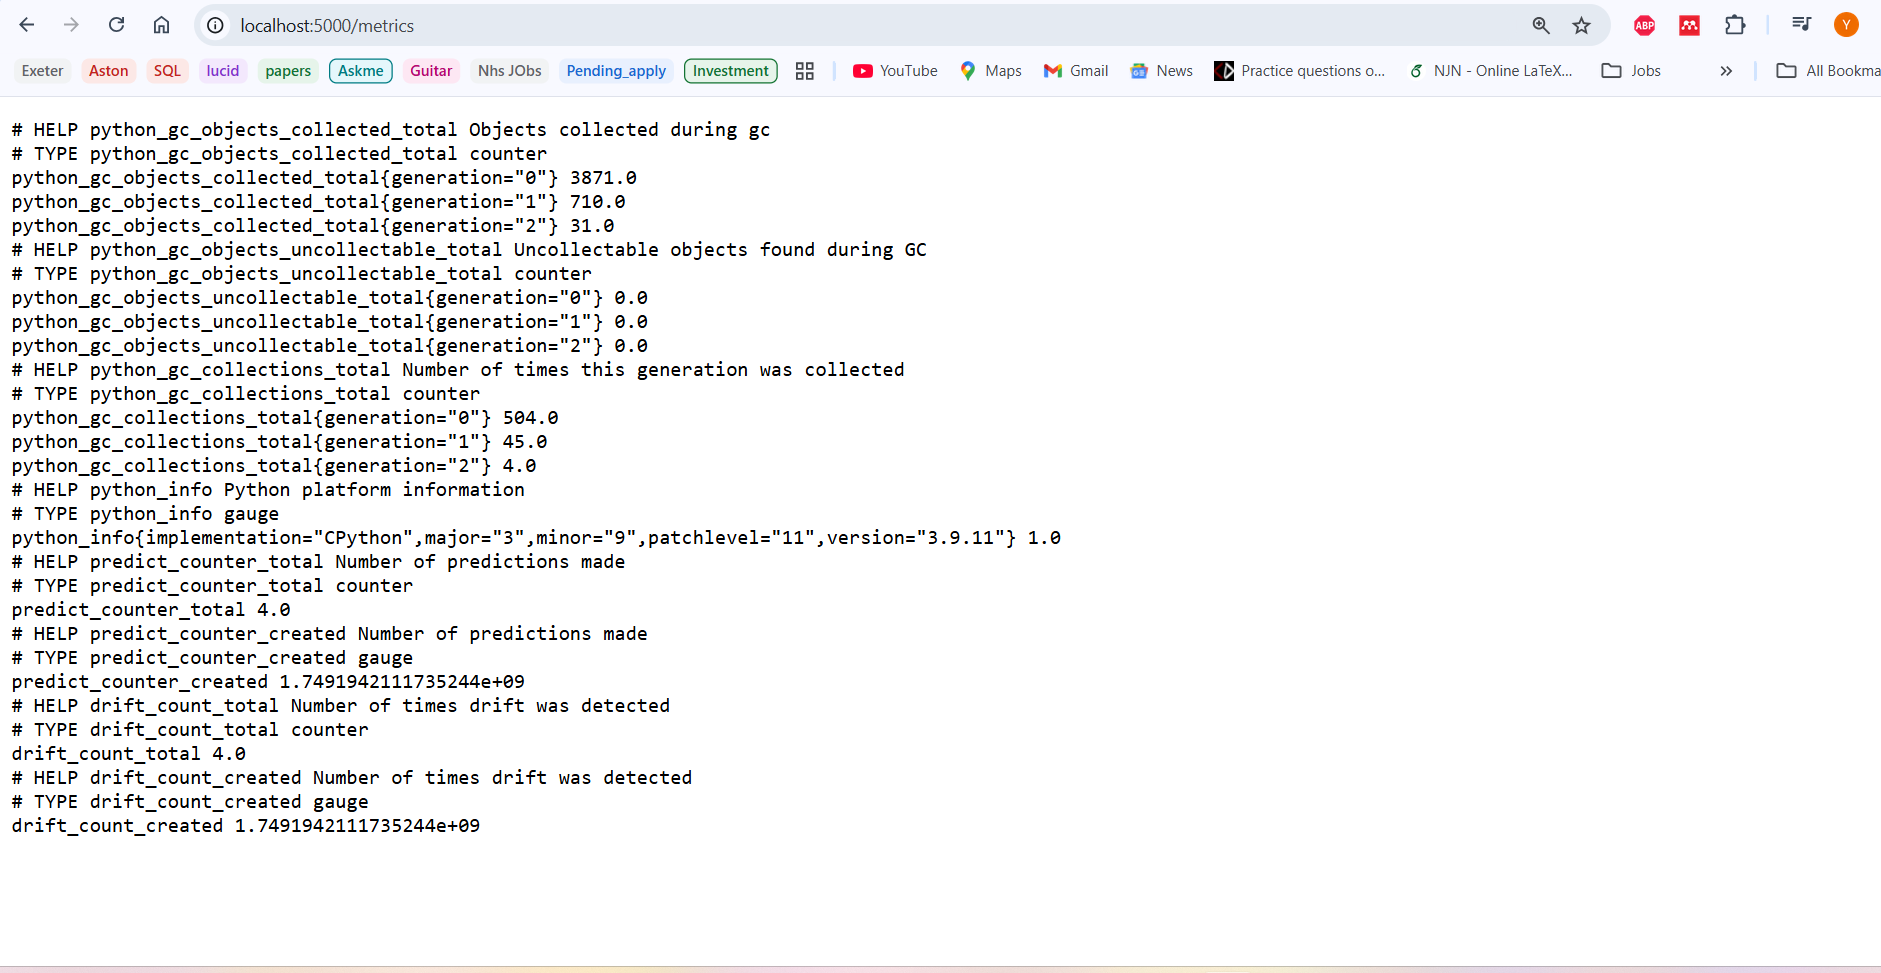 localhost:5000/metrics
ABP
Y
Exeter Aston SQL lucid papers Askme Guitar Nhs JObs Pending_apply Investment YouTube Maps Gmail News Practice questions o... NJN - Online LaTeX... Jobs All Bookma
# HELP python_gc_objects_collected_total Objects collected during gc
# TYPE python_gc_objects_collected_total counter
python_gc_objects_collected_total{generation="0"} 3871.0
python_gc_objects_collected_total{generation="1"} 710.0
python_gc_objects_collected_total{generation="2"} 31.0
# HELP python_gc_objects_uncollectable_total Uncollectable objects found during GC
# TYPE python_gc_objects_uncollectable_total counter
python_gc_objects_uncollectable_total{generation="0"} 0.0
python_gc_objects_uncollectable_total{generation="1"} 0.0
python_gc_objects_uncollectable_total{generation="2"} 0.0
# HELP python_gc_collections_total Number of times this generation was collected
# TYPE python_gc_collections_total counter
python_gc_collections_total{generation="0"} 504.0
python_gc_collections_total{generation="1"} 45.0
python_gc_collections_total{generation="2"} 4.0
# HELP python_info Python platform information
# TYPE python_info gauge
python_info{implementation="CPython",major="3",minor="9",patchlevel="11",version="3.9.11"} 1.0
# HELP predict_counter_total Number of predictions made
# TYPE predict_counter_total counter
predict_counter_total 4.0
# HELP predict_counter_created Number of predictions made
# TYPE predict_counter_created gauge
predict_counter_created 1.7491942111735244e+09
# HELP drift_count_total Number of times drift was detected
# TYPE drift_count_total counter
drift_count_total 4.0
# HELP drift_count_created Number of times drift was detected
# TYPE drift_count_created gauge
drift_count_created 1.7491942111735244e+09